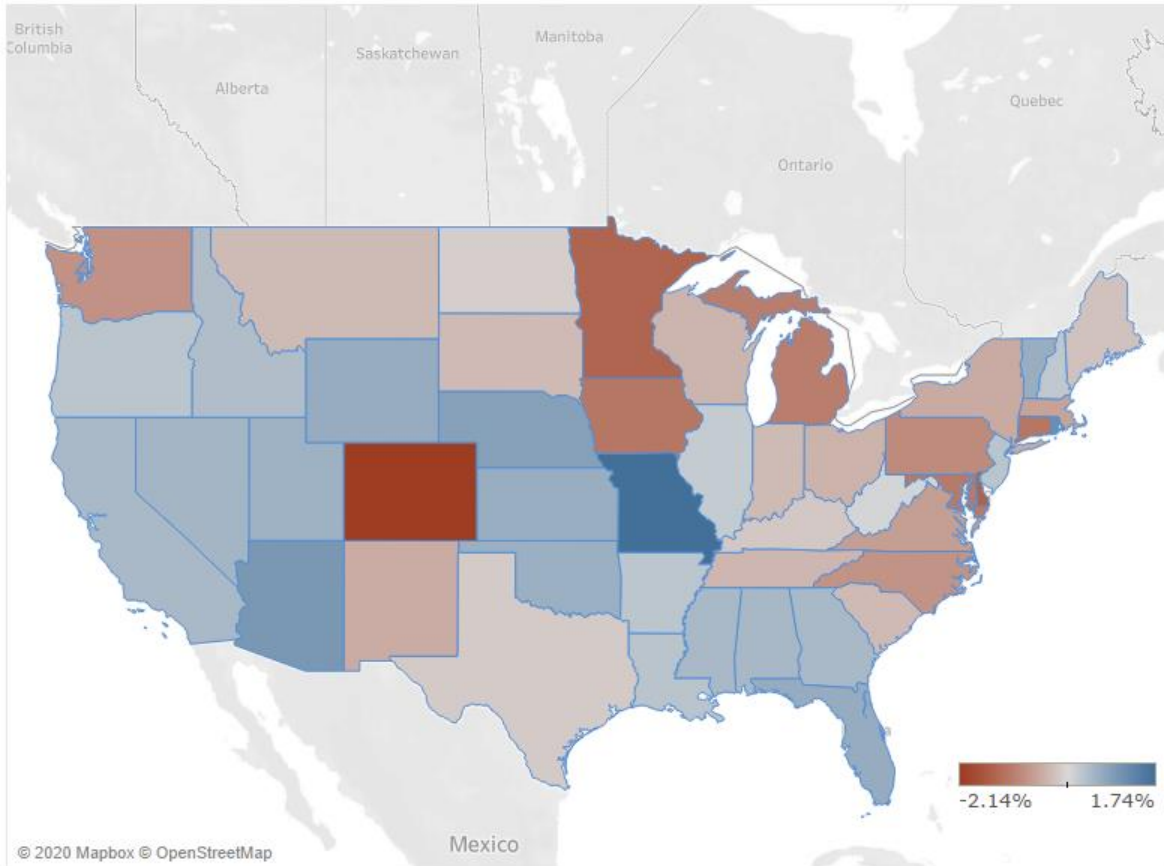 British
Columbia
Alberta
Saskatchewan
Manitoba
Ontario
Quebec
Mexico
-2.14% 1.74%
© 2020 Mapbox © OpenStreetMap